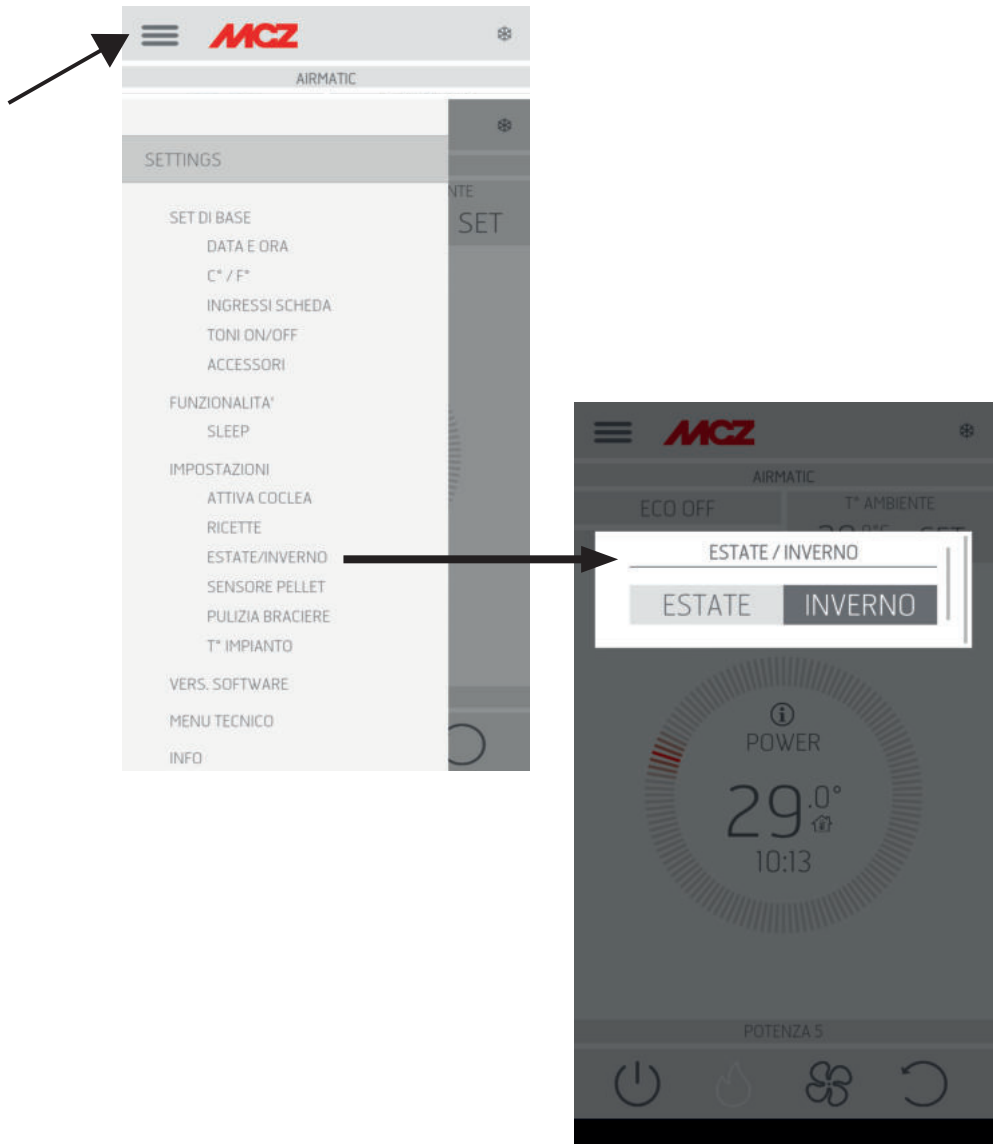 MCZ
AIRMATIC
SETTINGS
NTE
SET
SET DI BASE
DATA E ORA
C° / F°
INGRESSI SCHEDA
TONI ON/OFF
ACCESSORI
FUNZIONALITA'
SLEEP
IMPOSTAZIONI
ATTIVA COCLEA
RICETTE
ESTATE/INVERNO
SENSORE PELLET
PULIZIA BRACIERE
T° IMPIANTO
VERS. SOFTWARE
MENU TECNICO
INFO
MCZ
AIRMATIC
ECO OFF
T° AMBIENTE
ESTATE / INVERNO
ESTATE INVERNO
POWER
29.0°
10:13
POTENZA 5